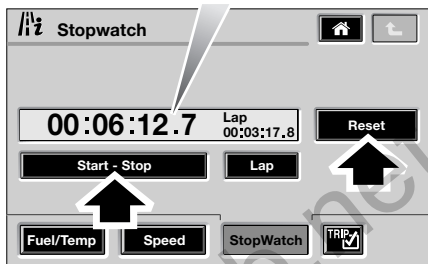 Stopwatch
00:06:12.7
Lap
00:03:17.8
Reset
Start - Stop
Lap
Fuel/Temp
Speed
StopWatch
TRIP